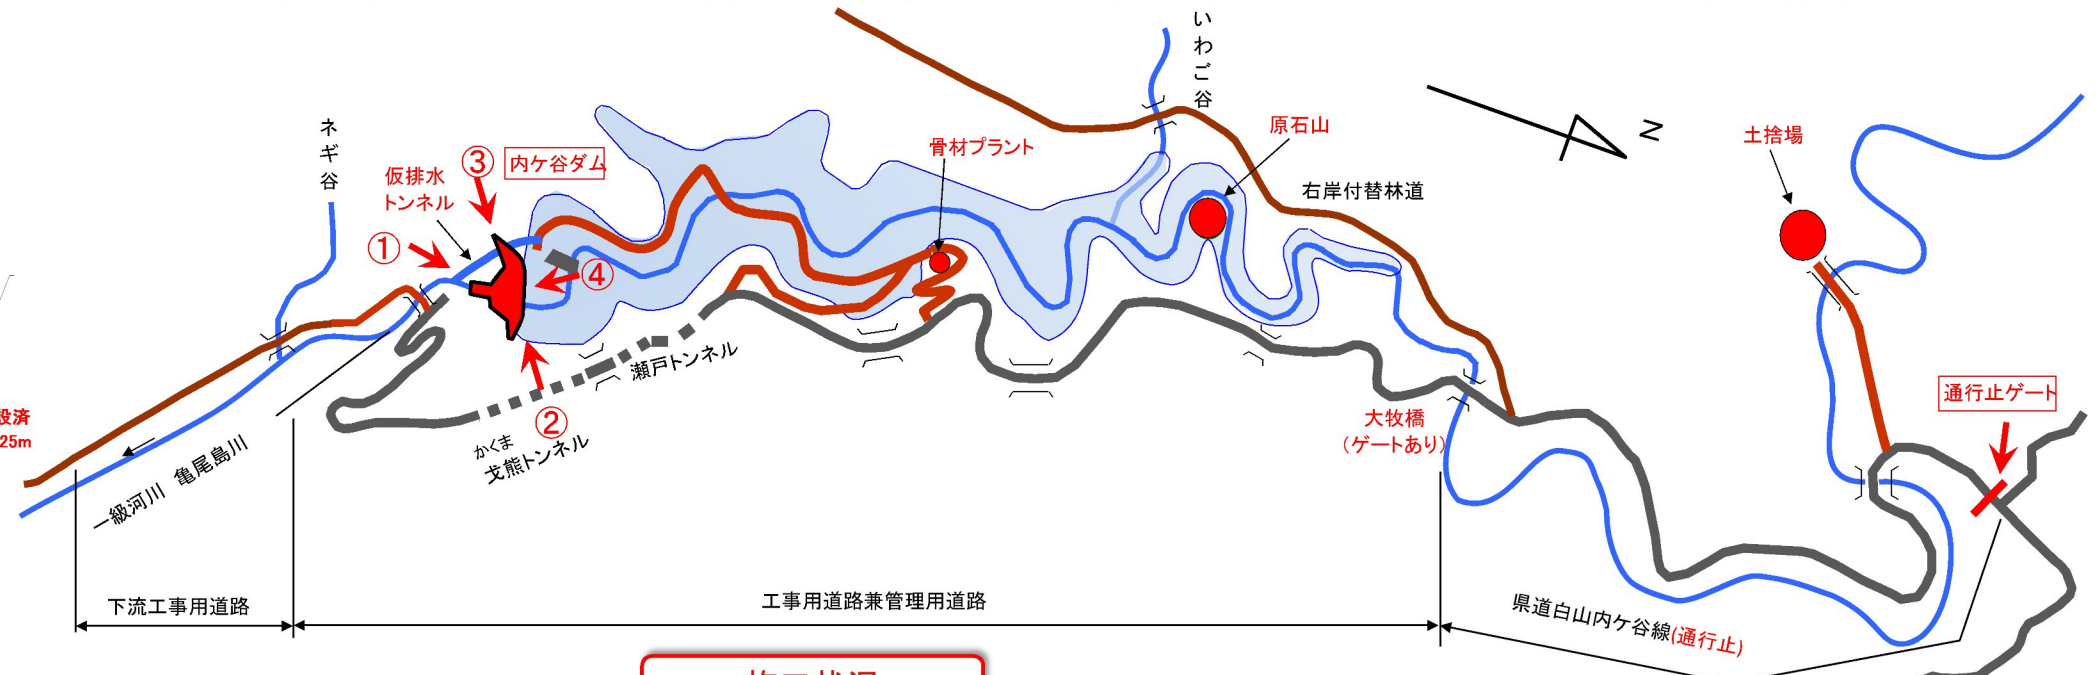 いわご谷
ネギ谷
③
内ケ谷ダム
仮排水
トンネル
①
④
②
骨材プラント
原石山
右岸付替林道
N
土捨場
通行止ゲート
瀬戸トンネル
かくま
戈熊トンネル
大牧橋
(ゲートあり)
設済
25m
一級河川 亀尾島川
下流工事用道路
工事用道路兼管理用道路
県道白山内ケ谷線(通行止)